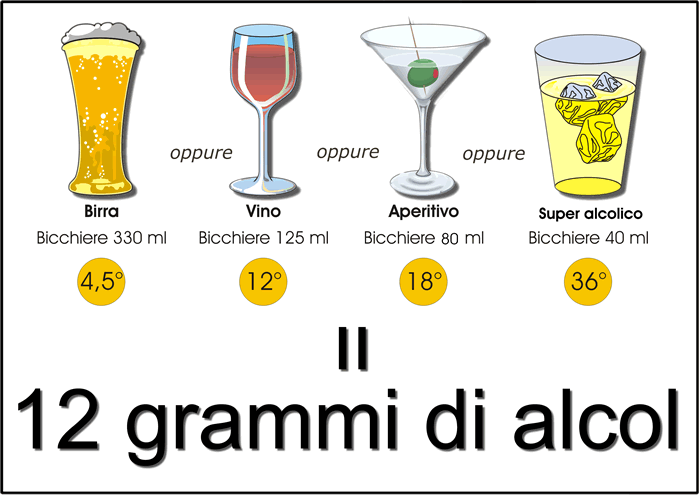 oppure oppure oppure
Birra Vino Aperitivo Super alcolico
Bicchiere 330 ml Bicchiere 125 ml Bicchiere 80 ml Bicchiere 40 ml
4,5° 12° 18° 36°
=
12 grammi di alcol